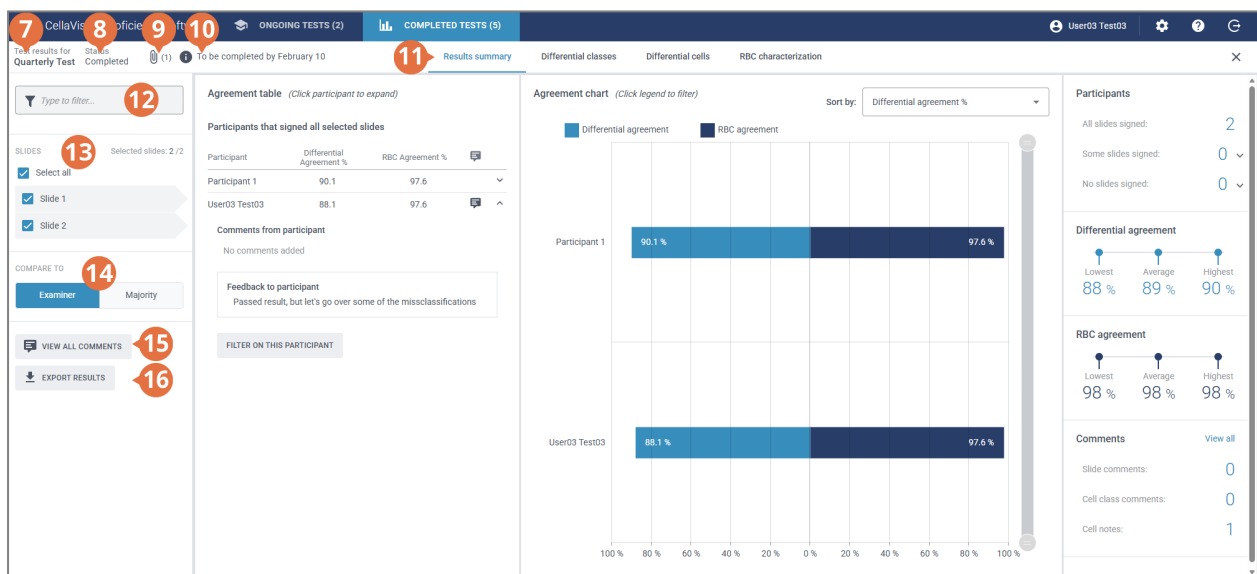 7 CellaVis 8 oficie 9 10 ft
ONGOING TESTS (2)
COMPLETED TESTS (5)
User03 Test03
Test results for
Quarterly Test
Status
Completed
(1)
To be completed by February 10
11
Results summary
Differential classes
Differential cells
RBC characterization
Type to filter...
12
SLIDES
13
Selected slides: 2 /2
Select all
Slide 1
Slide 2
COMPARE TO
14
Examiner
Majority
VIEW ALL COMMENTS
15
EXPORT RESULTS
16
Agreement table (Click participant to expand)
Participants that signed all selected slides
Participant
Differential
Agreement %
RBC Agreement %
Participant 1 90.1 97.6
User03 Test03 88.1 97.6
Comments from participant
No comments added
Feedback to participant
Passed result, but let's go over some of the missclassifications
FILTER ON THIS PARTICIPANT
Agreement chart (Click legend to filter)
Sort by:
Differential agreement %
Differential agreement
RBC agreement
Participant 1
90.1 %
97.6 %
User03 Test03
88.1 %
97.6 %
100 % 80 % 60 % 40 % 20 % 0 % 20 % 40 % 60 % 80 % 100 %
Participants
All slides signed: 2
Some slides signed: 0
No slides signed: 0
Differential agreement
Lowest Average Highest
88 % 89 % 90 %
RBC agreement
Lowest Average Highest
98 % 98 % 98 %
Comments
View all
Slide comments: 0
Cell class comments: 0
Cell notes: 1